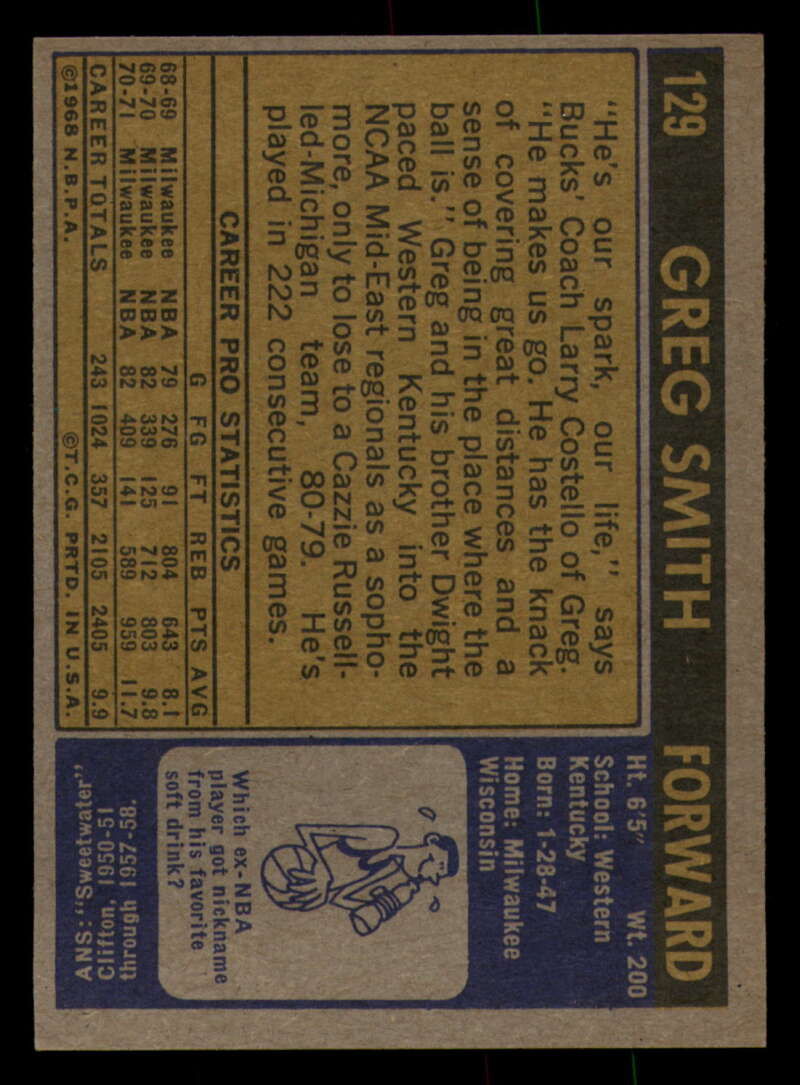 129 GREG SMITH FORWARD
"He's our spark, our life," says
Bucks' Coach Larry Costello of Greg.
"He makes us go. He has the knack
of covering great distances and a
sense of being in the place where the
ball is." Greg and his brother Dwight
paced Western Kentucky into the
NCAA Mid-East regionals as a sopho-
more, only to lose to a Cazzie Russell-
led-Michigan team, 80-79. He's
played in 222 consecutive games.
CAREER PRO STATISTICS
G FG FT REB PTS AVG
68-69 Milwaukee NBA 79 276 91 804 643 8.1
69-70 Milwaukee NBA 82 339 125 712 803 9.8
70-71 Milwaukee NBA 82 409 141 589 959 11.7
CAREER TOTALS 243 1024 357 2105 2405 9.9
©1968 N.B.P.A. ©T.C.G. PRTD. IN U.S.A.
Ht. 6'5" Wt. 200
School: Western
Kentucky
Born: 1-28-47
Home: Milwaukee
Wisconsin
Which ex-NBA
player got nickname
from his favorite
soft drink?
ANS: "Sweetwater"
Clifton, 1950-51
through 1957-58.